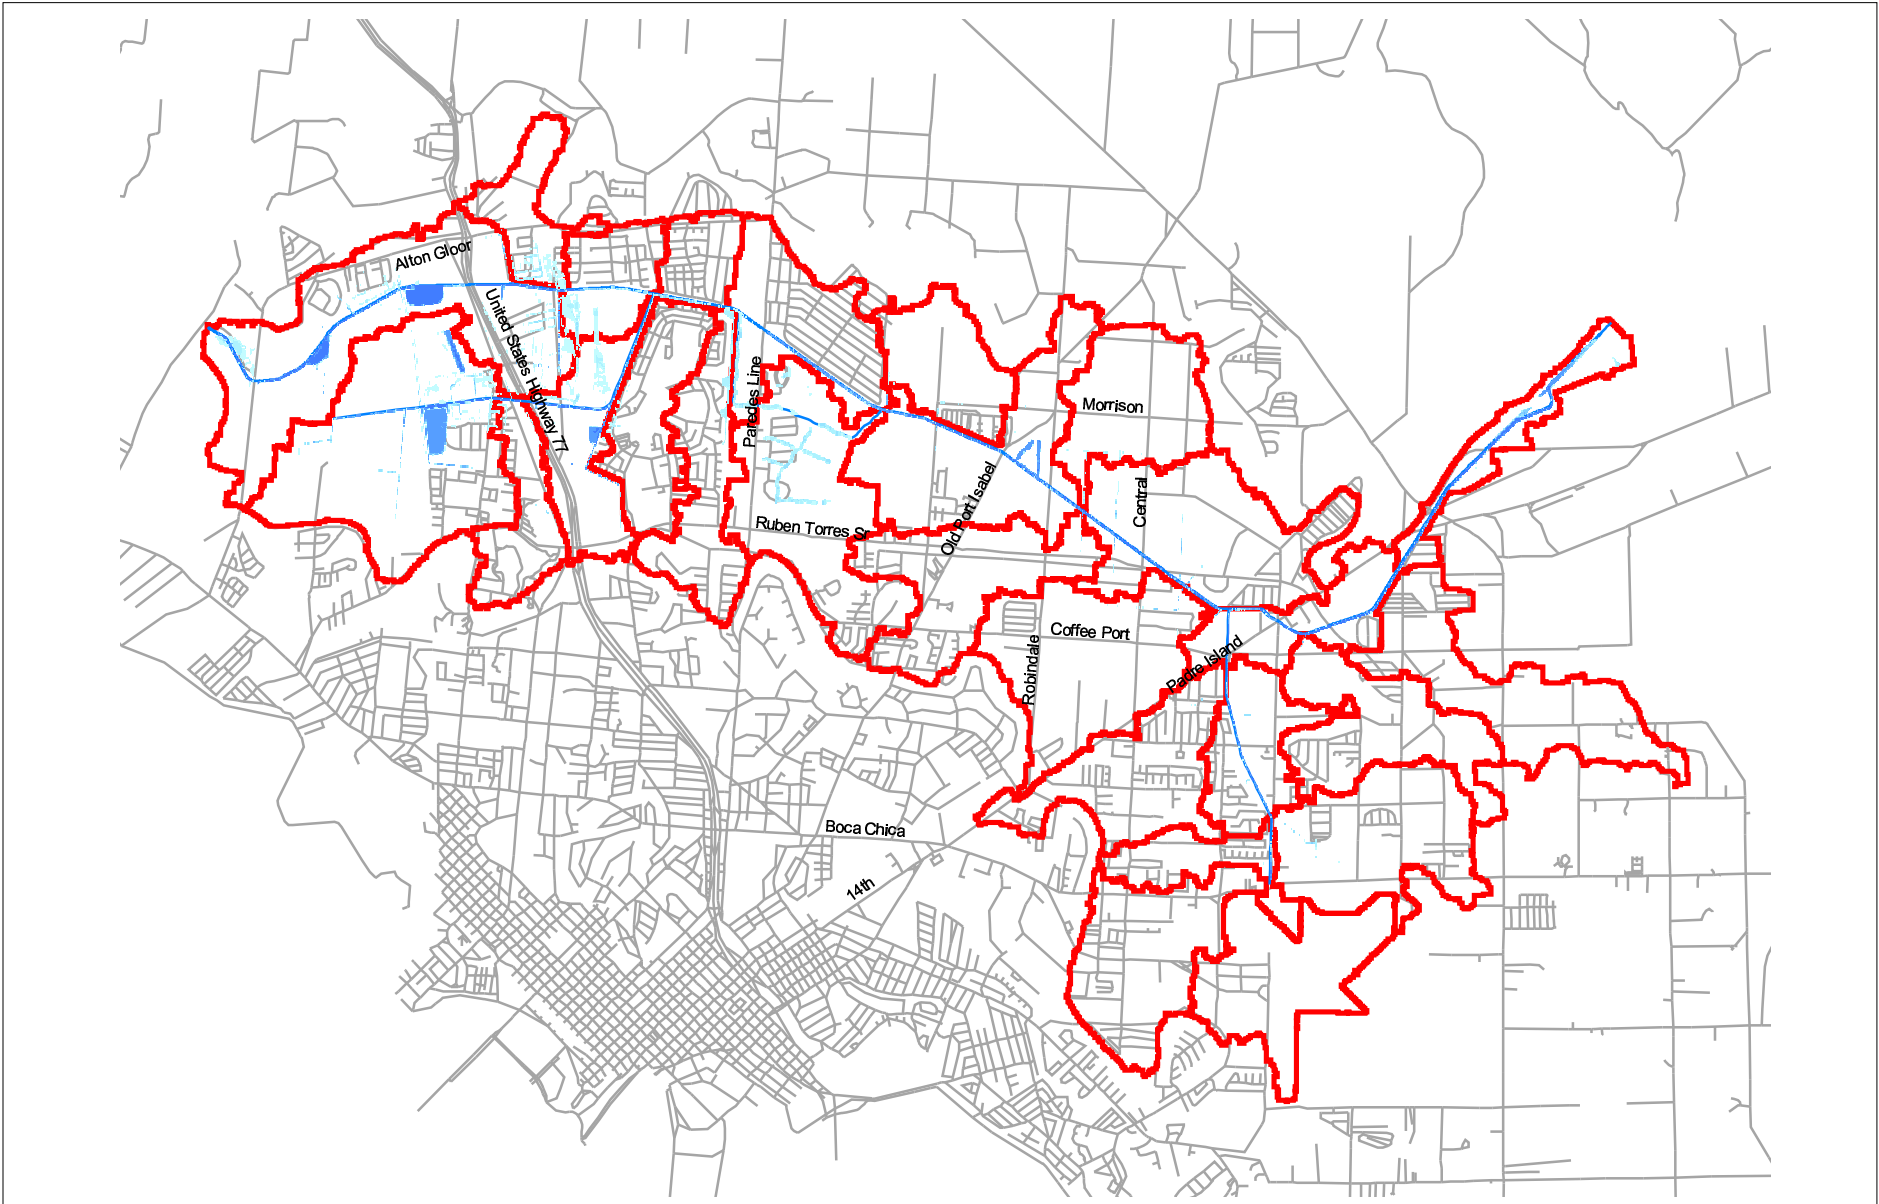 Alton Gloor
United States Highway 77
Paredes Line
Morrison
Central
Old Port Isabel
Ruben Torres S
Coffee Port
Robindale
Padre Island
Boca Chica
14th